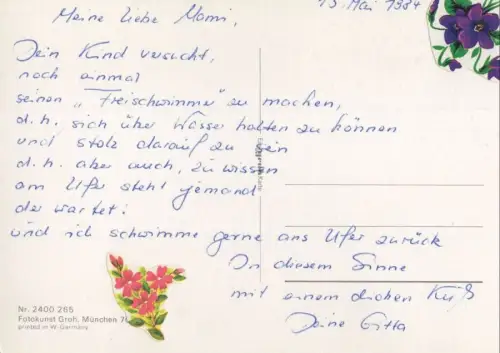 13. Mai 1984
Meine liebe Mami,
Dein Kind versucht,
noch einmal
seinen „Freischwimmer" zu machen,
d.h. sich über Wasser halten zu können
und stolz darauf zu sein
d.h. aber auch, zu wissen
am Ufer steht jemand
der wartet!
und ich schwimme gerne ans Ufer zurück
In diesem Sinne
mit einem dicken Kuß
Deine Gitta
Nr. 2400 265
Fotokunst Groh, München 71
printed in W-Germany